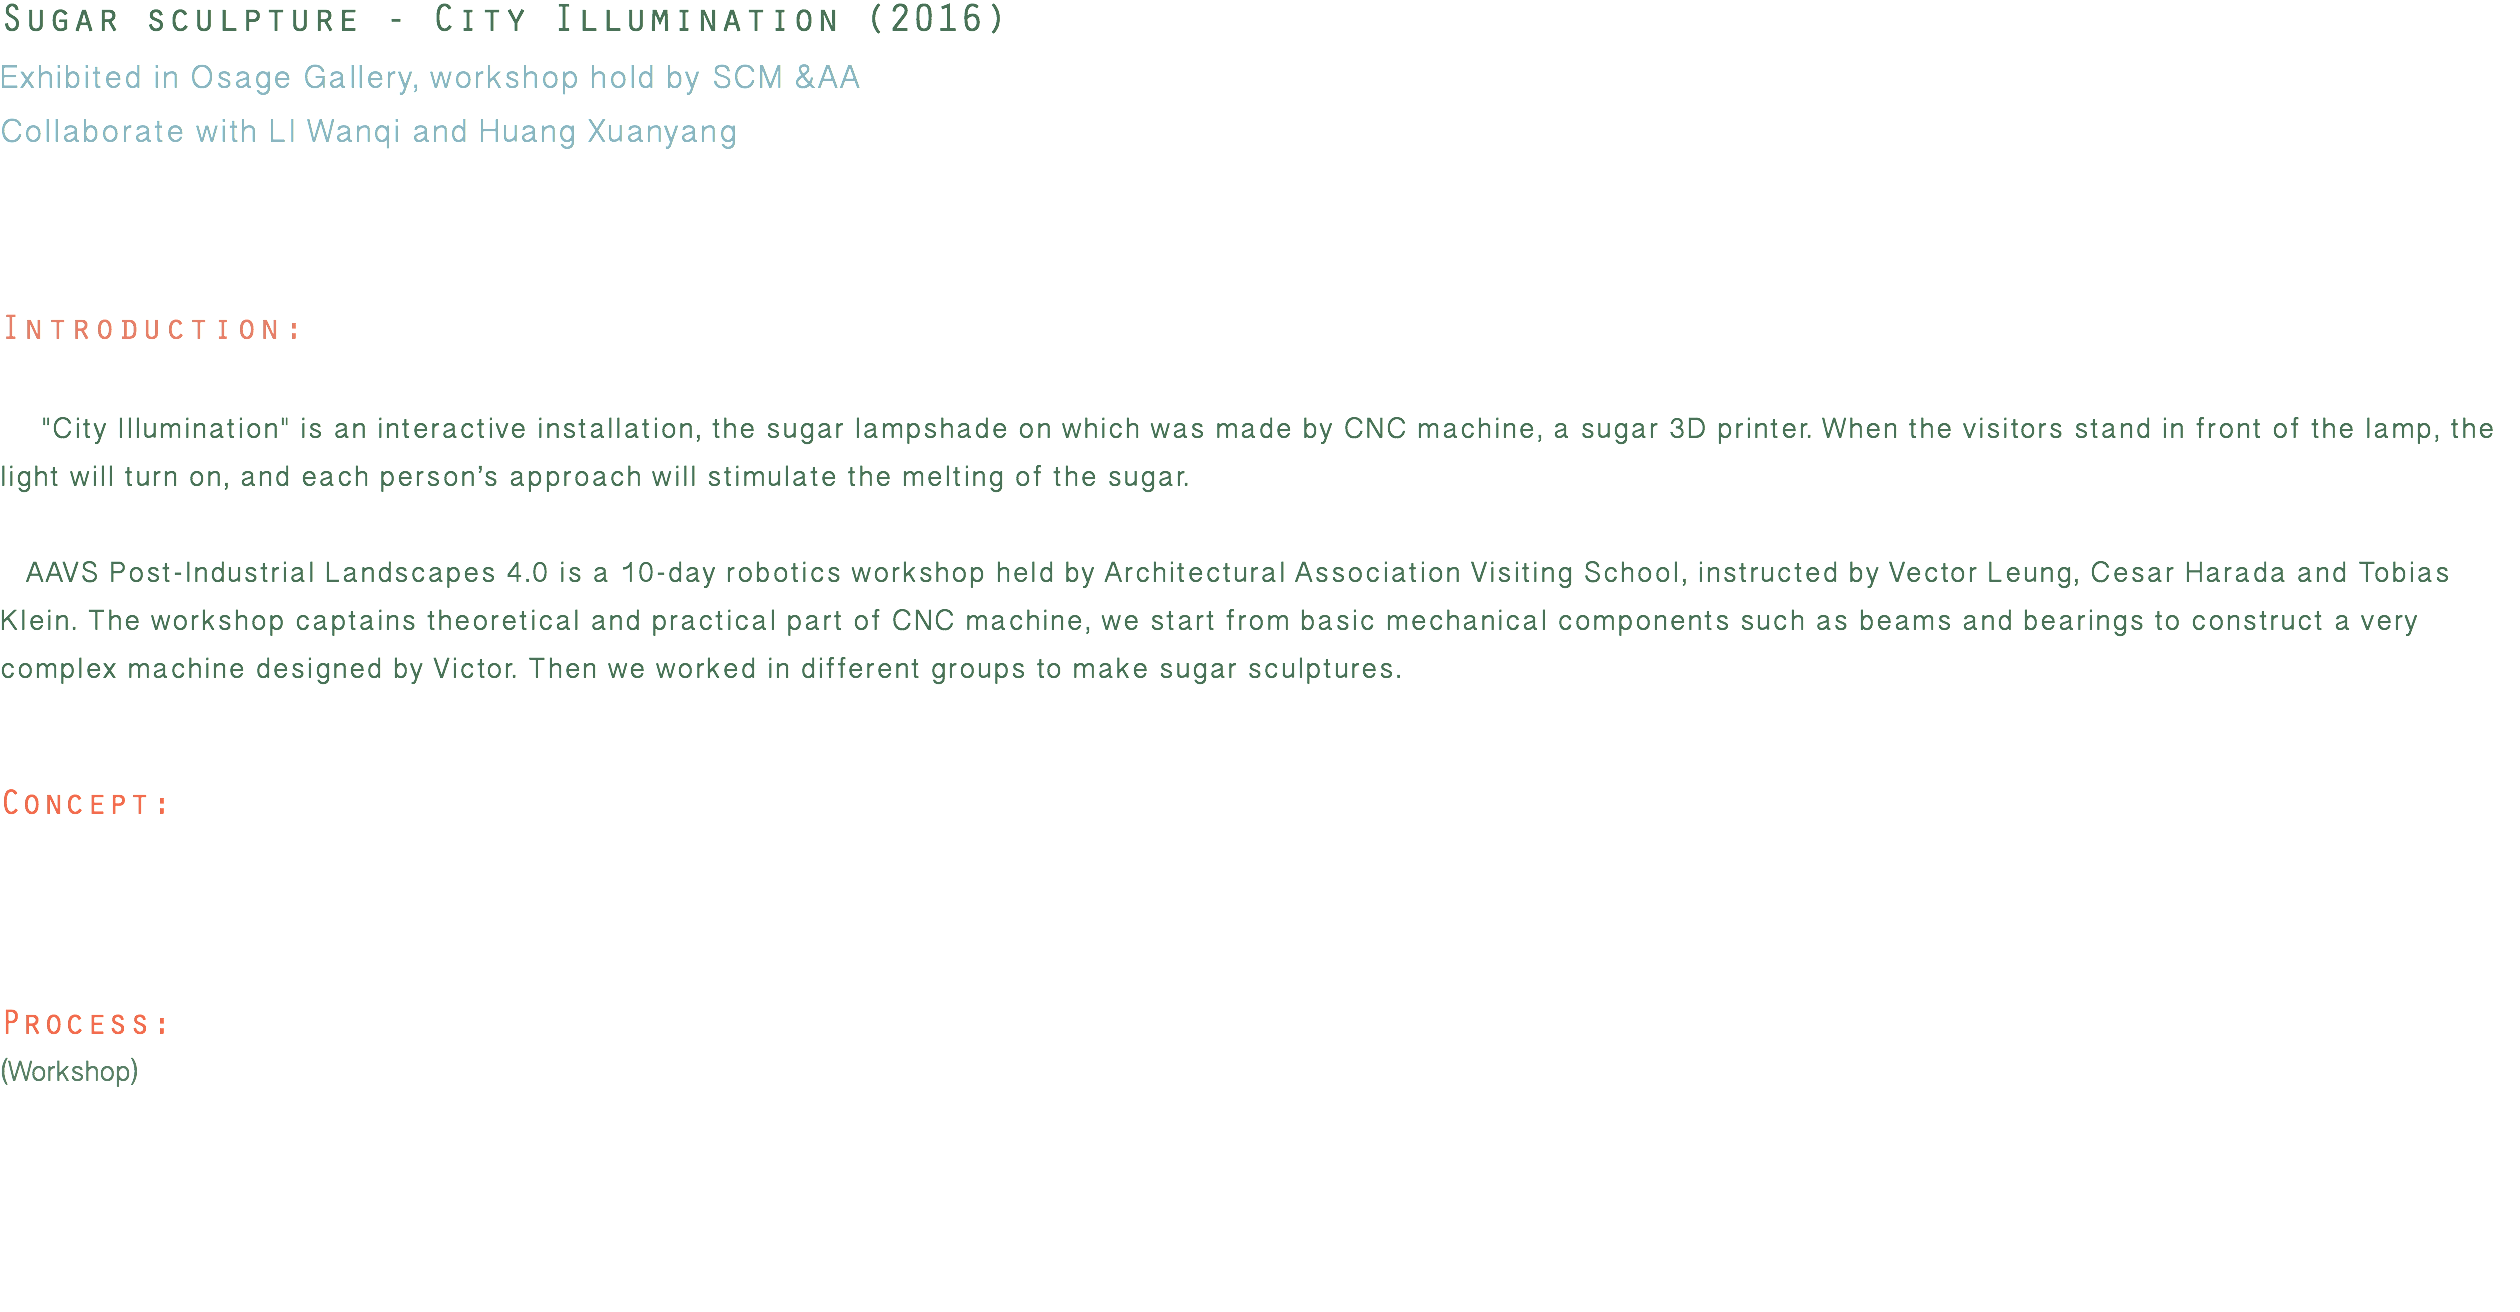 Sugar sculpture - City Illumination (2016)
Exhibited in Osage Gallery, workshop hold by SCM &AA
Collaborate with LI Wanqi and Huang Xuanyang
Introduction:
"City Illumination" is an interactive installation, the sugar lampshade on which was made by CNC machine, a sugar 3D printer. When the visitors stand in front of the lamp, the
light will turn on, and each person’s approach will stimulate the melting of the sugar.
AAVS Post-Industrial Landscapes 4.0 is a 10-day robotics workshop held by Architectural Association Visiting School, instructed by Vector Leung, Cesar Harada and Tobias
Klein. The workshop captains theoretical and practical part of CNC machine, we start from basic mechanical components such as beams and bearings to construct a very
complex machine designed by Victor. Then we worked in different groups to make sugar sculptures.
Concept:
Process:
(Workshop)